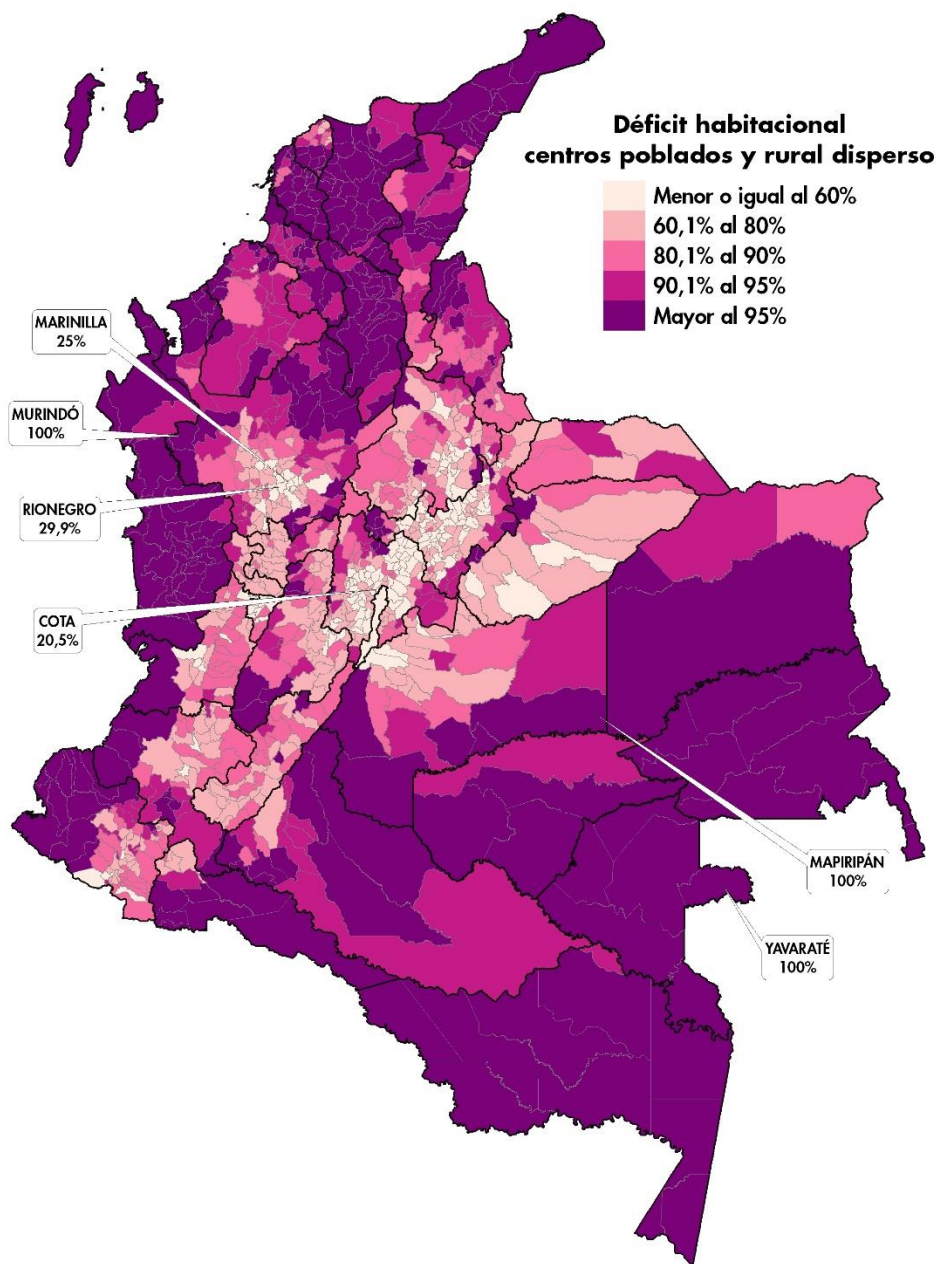 Déficit habitacional
centros poblados y rural disperso
Menor o igual al 60%
60,1% al 80%
80,1% al 90%
90,1% al 95%
Mayor al 95%
MARINILLA
25%
MURINDÓ
100%
RIONEGRO
29,9%
COTA
20,5%
MAPIRIPÁN
100%
YAVARATÉ
100%